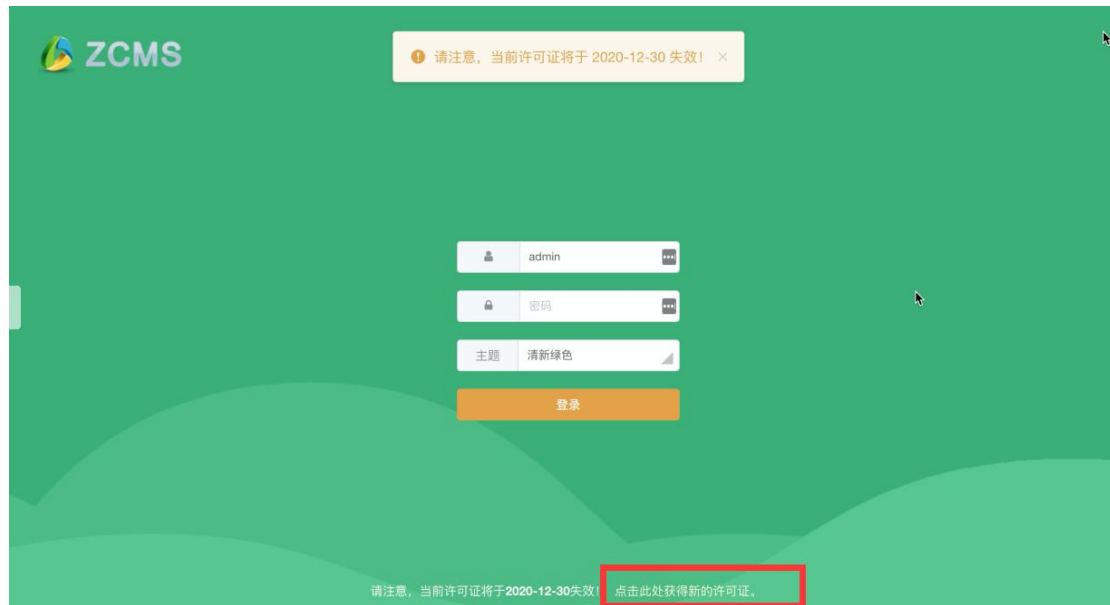 ZCMS
请注意，当前许可证将于 2020-12-30 失效！
admin
密码
主题 清新绿色
登录
请注意，当前许可证将于2020-12-30失效！ 点击此处获得新的许可证。